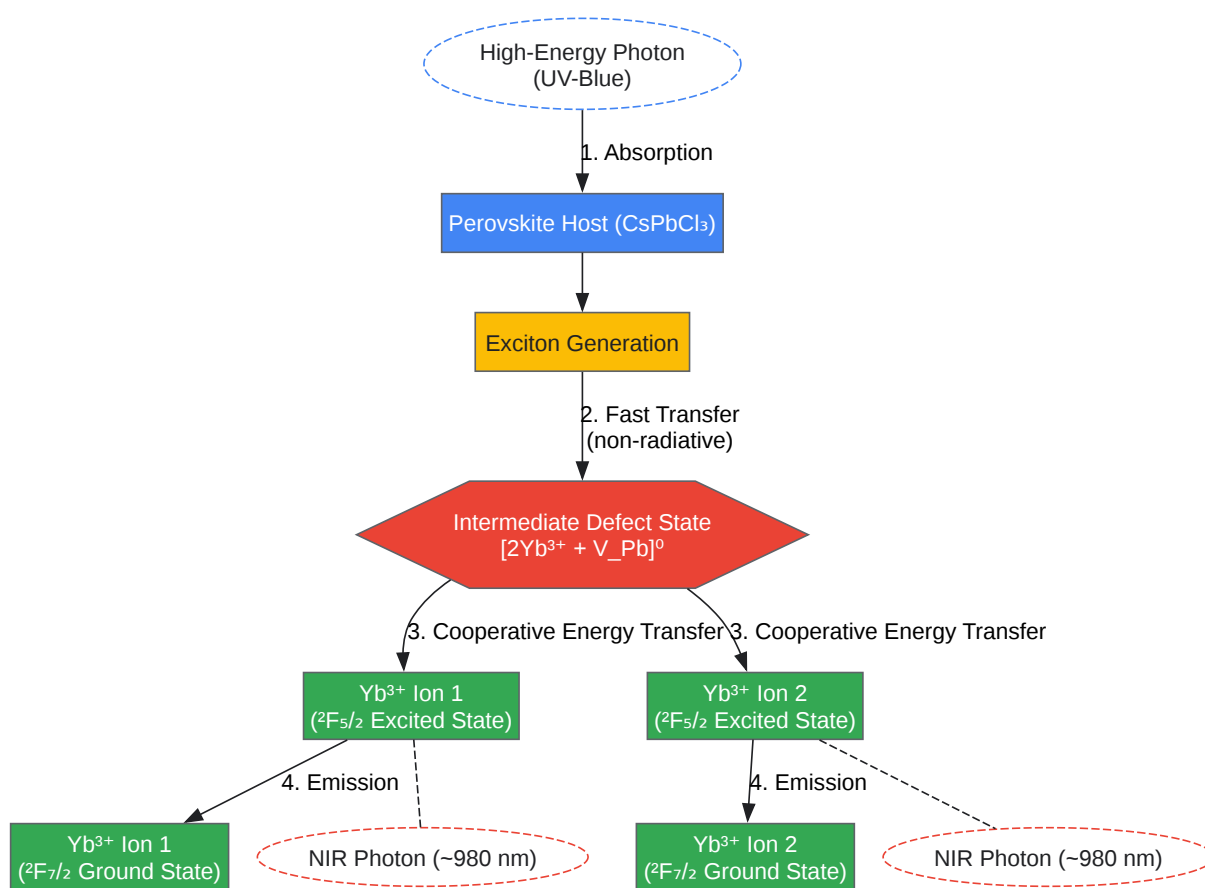 High-Energy Photon
(UV-Blue)
1. Absorption
Perovskite Host (CsPbCl₃)
Exciton Generation
2. Fast Transfer
(non-radiative)
Intermediate Defect State
[2Yb³⁺ + V_Pb]⁰
3. Cooperative Energy Transfer
3. Cooperative Energy Transfer
Yb³⁺ Ion 1
(²F₅/₂ Excited State)
Yb³⁺ Ion 2
(²F₅/₂ Excited State)
4. Emission
4. Emission
Yb³⁺ Ion 1
(²F₇/₂ Ground State)
NIR Photon (~980 nm)
Yb³⁺ Ion 2
(²F₇/₂ Ground State)
NIR Photon (~980 nm)